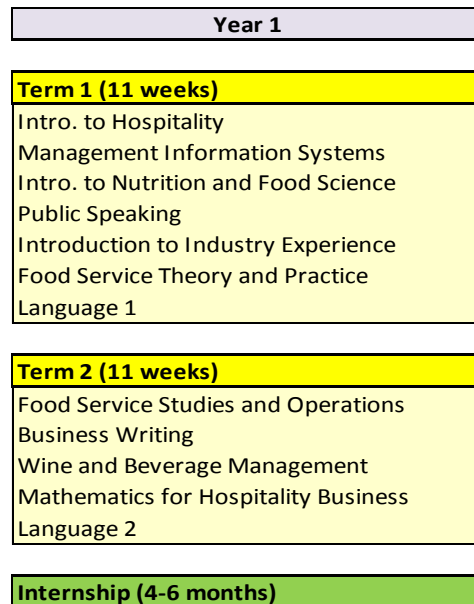 Year 1
Term 1 (11 weeks)
Intro. to Hospitality
Management Information Systems
Intro. to Nutrition and Food Science
Public Speaking
Introduction to Industry Experience
Food Service Theory and Practice
Language 1
Term 2 (11 weeks)
Food Service Studies and Operations
Business Writing
Wine and Beverage Management
Mathematics for Hospitality Business
Language 2
Internship (4-6 months)